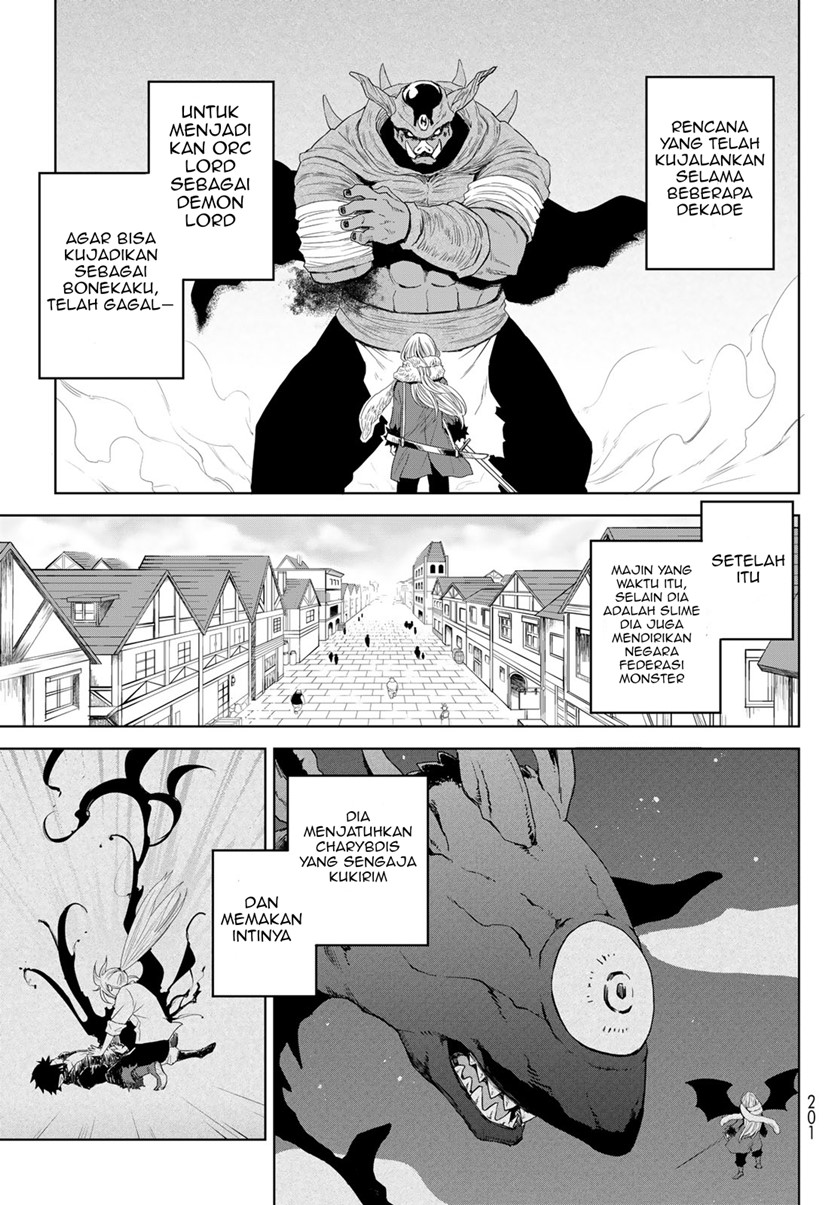 RENCANA
YANG TELAH
KUJALANKAN
SELAMA
BEBERAPA
DEKADE
UNTUK
MENJADI
KAN ORC
LORD
SEBAGAI
DEMON
LORD
AGAR BISA
KUJADIKAN
SEBAGAI
BONEKAKU,
TELAH GAGAL—
SETELAH
ITU
MAJIN YANG
WAKTU ITU,
SELAIN DIA
ADALAH SLIME
DIA JUGA
MENDIRIKAN
NEGARA
FEDERASI
MONSTER
DIA
MENJATUHKAN
CHARYBDIS
YANG SENGAJA
KUKIRIM
DAN
MEMAKAN
INTINYA
201